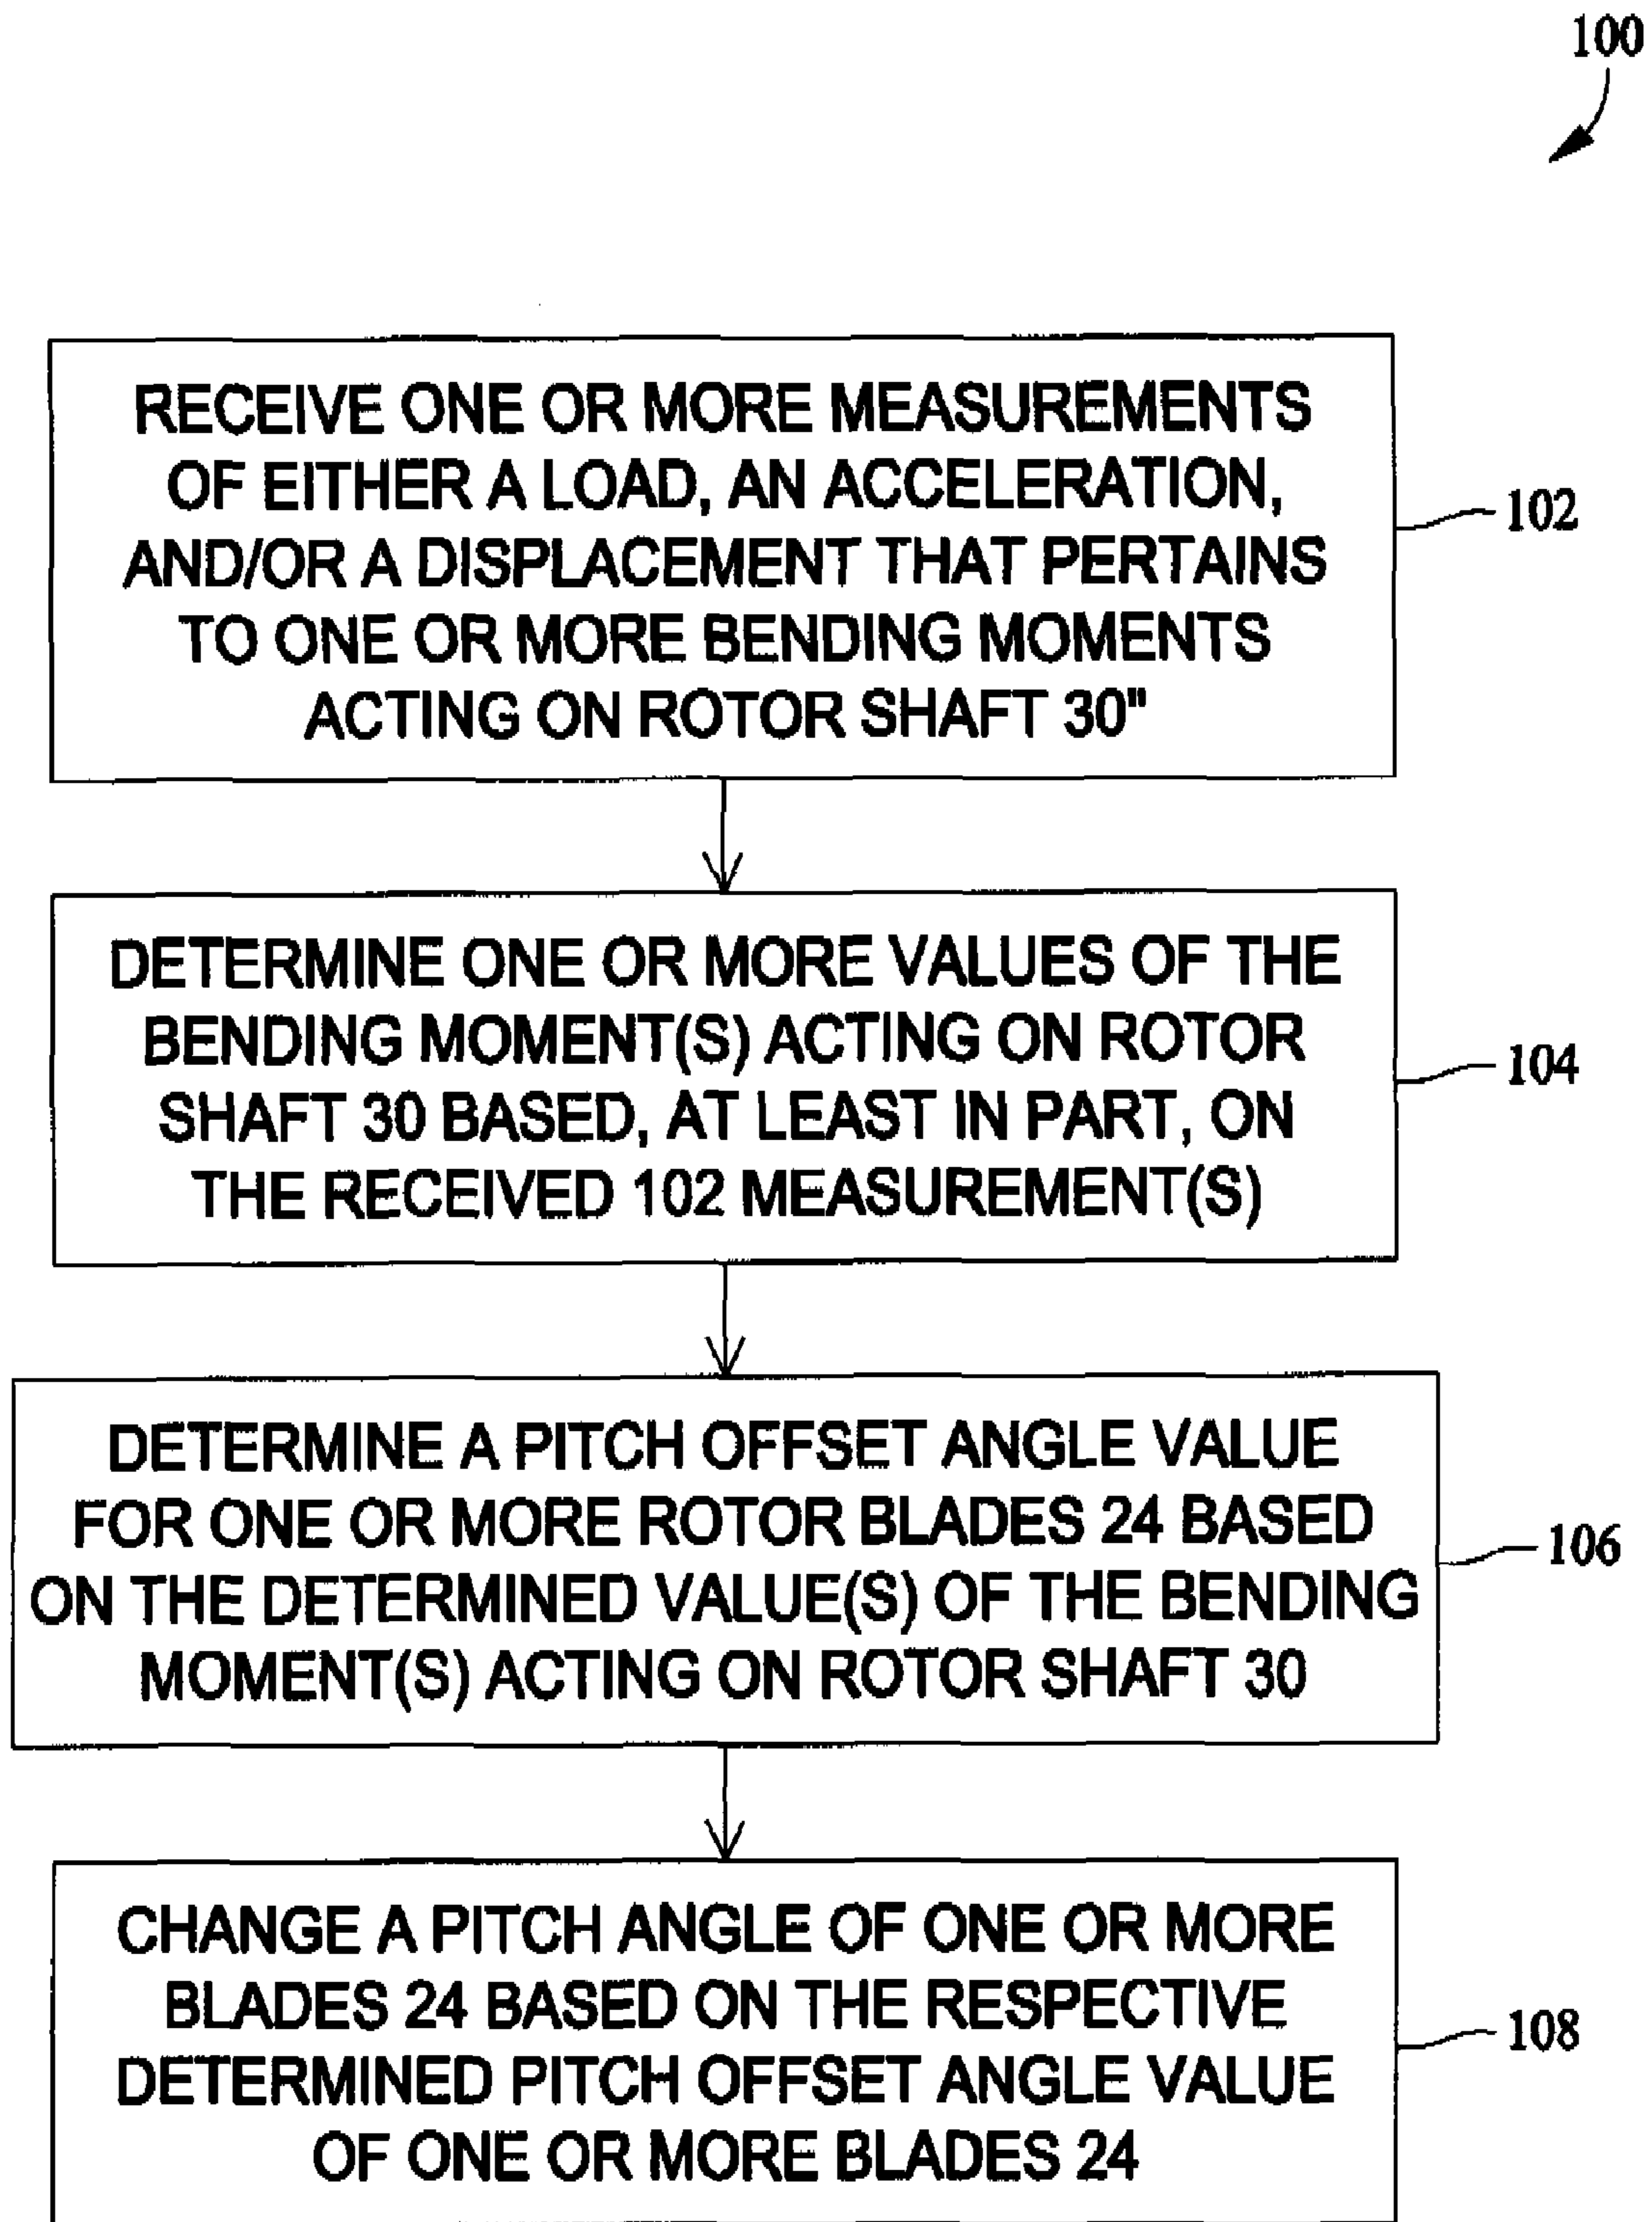 100
RECEIVE ONE OR MORE MEASUREMENTS
OF EITHER A LOAD, AN ACCELERATION,
AND/OR A DISPLACEMENT THAT PERTAINS
TO ONE OR MORE BENDING MOMENTS
ACTING ON ROTOR SHAFT 30"
102
DETERMINE ONE OR MORE VALUES OF THE
BENDING MOMENT(S) ACTING ON ROTOR
SHAFT 30 BASED, AT LEAST IN PART, ON
THE RECEIVED 102 MEASUREMENT(S)
104
DETERMINE A PITCH OFFSET ANGLE VALUE
FOR ONE OR MORE ROTOR BLADES 24 BASED
ON THE DETERMINED VALUE(S) OF THE BENDING
MOMENT(S) ACTING ON ROTOR SHAFT 30
106
CHANGE A PITCH ANGLE OF ONE OR MORE
BLADES 24 BASED ON THE RESPECTIVE
DETERMINED PITCH OFFSET ANGLE VALUE
OF ONE OR MORE BLADES 24
108